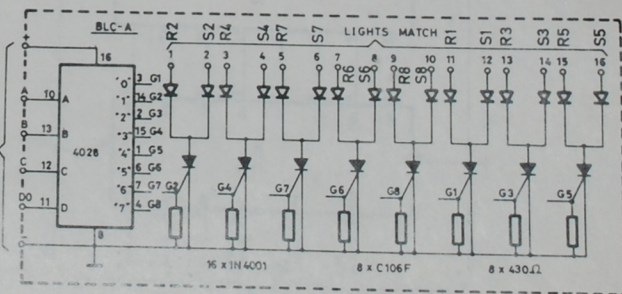 BLC-A
LIGHTS MATCH
R2 S2 R4 S4 R7 S7 R6 S6 R8 S8 R1 S1 R3 S3 R5 S5
1 2 3 4 5 6 7 8 9 10 11 12 13 14 15 16
+
16
A 10 A
B 13 B
C 12 C
D0 11 D
4028
"0" 3 G1
"1" 14 G2
"2" 2 G3
"3" 15 G4
"4" 1 G5
"5" 6 G6
"6" 7 G7
"7" 4 G8
8
-
G2 G4 G7 G6 G8 G1 G3 G5
16 x 1N4001 8 x C106F 8 x 430Ω